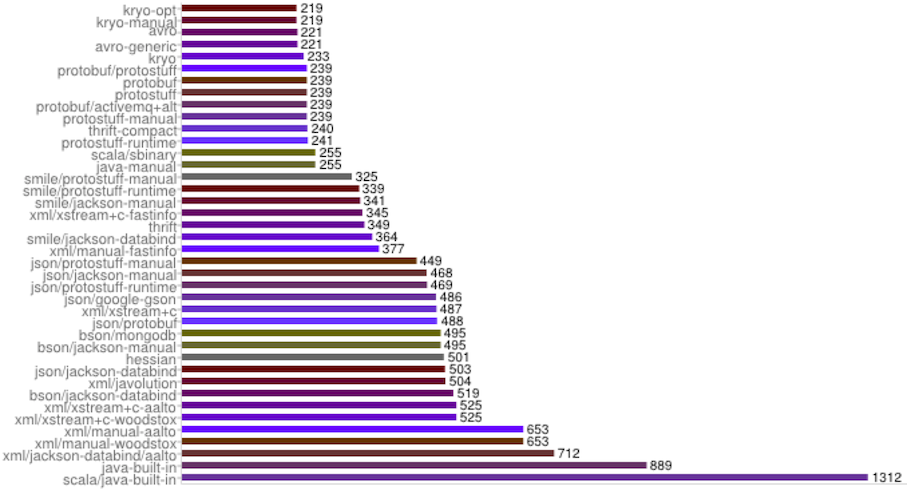 kryo-opt 219
kryo-manual 219
avro 221
avro-generic 221
kryo 233
protobuf/protostuff 239
protobuf 239
protostuff 239
protobuf/activemq+alt 239
protostuff-manual 239
thrift-compact 240
protostuff-runtime 241
scala/sbinary 255
java-manual 255
smile/protostuff-manual 325
smile/protostuff-runtime 339
smile/jackson-manual 341
xml/xstream+c-fastinfo 345
thrift 349
smile/jackson-databind 364
xml/manual-fastinfo 377
json/protostuff-manual 449
json/jackson-manual 468
json/protostuff-runtime 469
json/google-gson 486
xml/xstream+c 487
json/protobuf 488
bson/mongodb 495
bson/jackson-manual 495
hessian 501
json/jackson-databind 503
xml/javolution 504
bson/jackson-databind 519
xml/xstream+c-aalto 525
xml/xstream+c-woodstox 525
xml/manual-aalto 653
xml/manual-woodstox 653
xml/jackson-databind/aalto 712
java-built-in 889
scala/java-built-in 1312